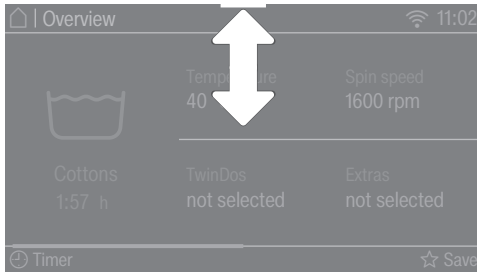 Overview 11:02
Temperature Spin speed
40 1600 rpm
Cottons TwinDos Extras
1:57 h not selected not selected
Timer Save